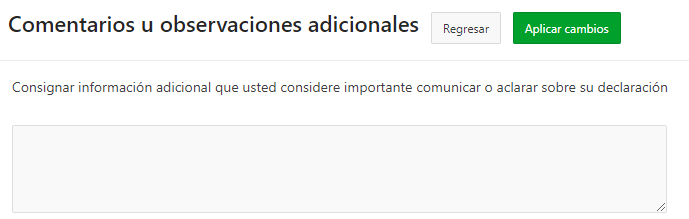 Comentarios u observaciones adicionales Regresar Aplicar cambios
Consignar información adicional que usted considere importante comunicar o aclarar sobre su declaración